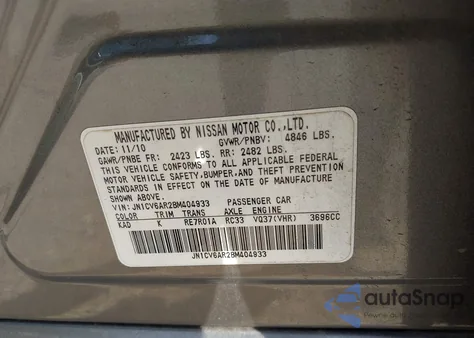 MANUFACTURED BY NISSAN MOTOR CO.,LTD.
DATE: 11/10 GVWR/PNBV: 4846 LBS.
GAWR/PNBE FR: 2423 LBS. RR: 2482 LBS.
THIS VEHICLE CONFORMS TO ALL APPLICABLE FEDERAL
MOTOR VEHICLE SAFETY, BUMPER, AND THEFT PREVENTION
STANDARDS IN EFFECT ON THE DATE OF MANUFACTURE
SHOWN ABOVE.
VIN: JN1CV6AR2BM404933 PASSENGER CAR
COLOR TRIM TRANS AXLE ENGINE
KAD K RE7R01A RC33 VQ37(VHR) 3696CC
JN1CV6AR2BM404933
autoSnap